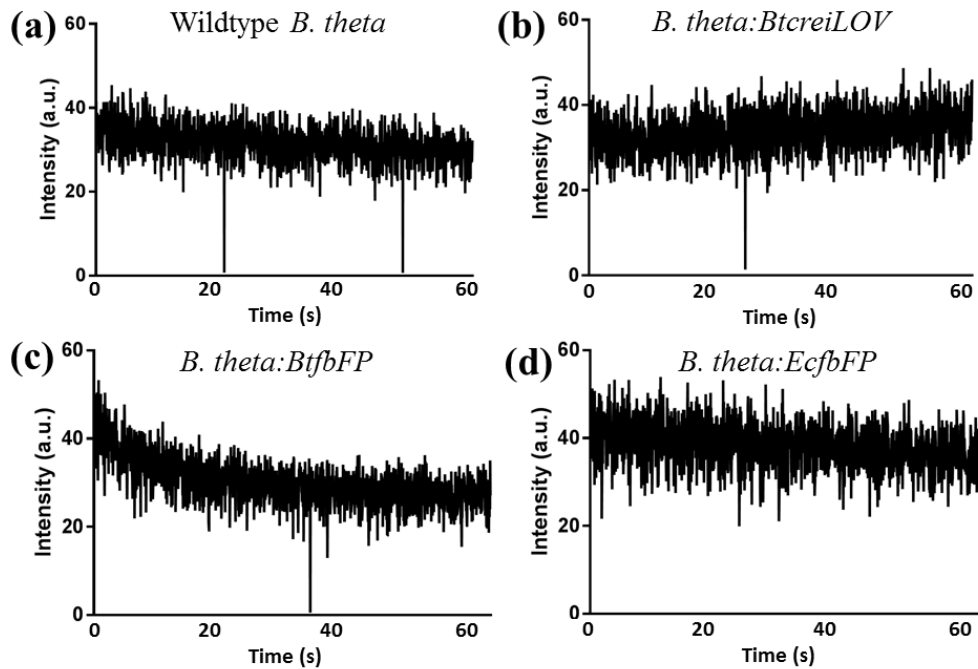 (a) Wildtype B. theta
60
40
20
0
Intensity (a.u.)
0 20 40 60
Time (s)
(b) B. theta:BtcreiLOV
60
40
20
0
Intensity (a.u.)
0 20 40 60
Time (s)
(c) B. theta:BtfbFP
60
40
20
0
Intensity (a.u.)
0 20 40 60
Time (s)
(d) B. theta:EcfbFP
60
40
20
0
Intensity (a.u.)
0 20 40 60
Time (s)